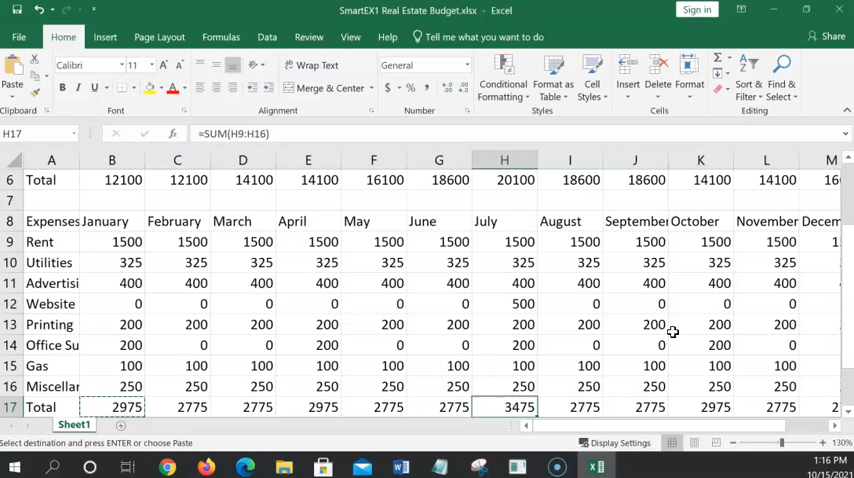 SmartEX1 Real Estate Budget.xlsx - Excel
Sign in
File Home Insert Page Layout Formulas Data Review View Help Tell me what you want to do Share
Calibri 11 A A Wrap Text General
Paste B I U A Merge & Center $ % , Conditional Formatting Format as Table Cell Styles Insert Delete Format Sort & Filter Find & Select
Clipboard Font Alignment Number Styles Cells Editing
H17 fx =SUM(H9:H16)
A B C D E F G H I J K L M
6 Total 12100 12100 14100 14100 16100 18600 20100 18600 18600 14100 14100
7
8 Expenses January February March April May June July August September October November Decem
9 Rent 1500 1500 1500 1500 1500 1500 1500 1500 1500 1500 1500
10 Utilities 325 325 325 325 325 325 325 325 325 325 325
11 Advertisi 400 400 400 400 400 400 400 400 400 400 400
12 Website 0 0 0 0 0 0 500 0 0 0 0
13 Printing 200 200 200 200 200 200 200 200 200 200 200
14 Office Su 200 0 0 200 0 0 200 0 0 200 0
15 Gas 100 100 100 100 100 100 100 100 100 100 100
16 Miscellar 250 250 250 250 250 250 250 250 250 250 250
17 Total 2975 2775 2775 2975 2775 2775 3475 2775 2775 2975 2775
Sheet1
Select destination and press ENTER or choose Paste Display Settings 130%
1:16 PM
10/15/2021